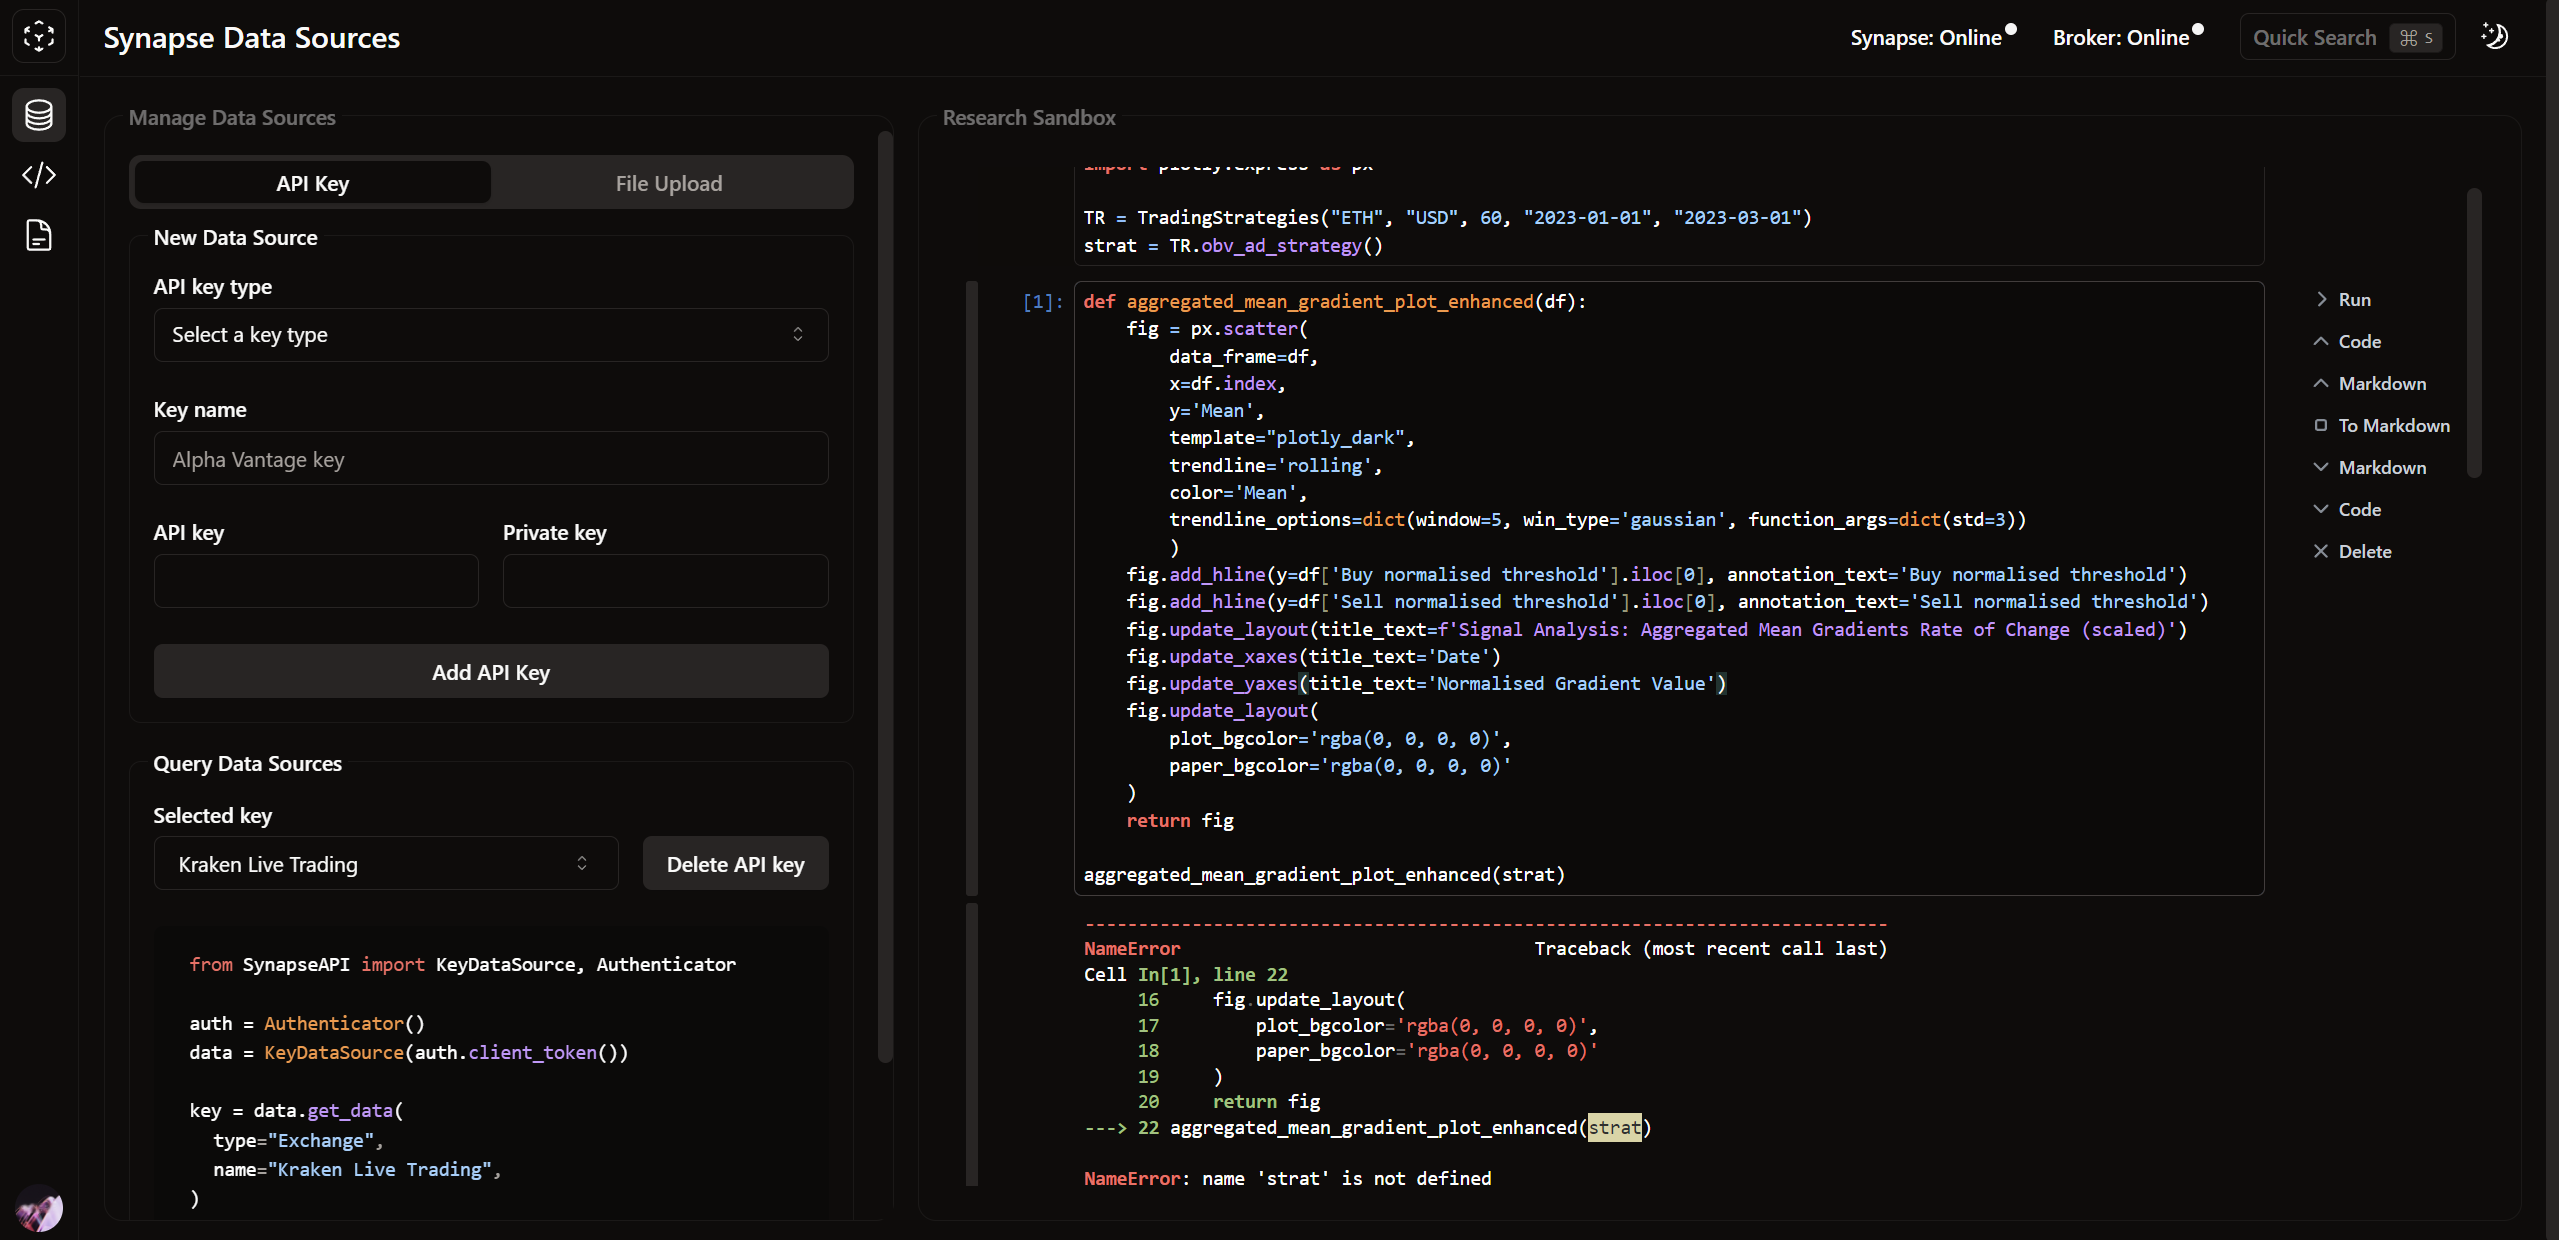 Synapse Data Sources
Synapse: Online
Broker: Online
Quick Search ⌘ S
Manage Data Sources
API Key
File Upload
New Data Source
API key type
Select a key type
Key name
Alpha Vantage key
API key
Private key
Add API Key
Query Data Sources
Selected key
Kraken Live Trading
Delete API key
from SynapseAPI import KeyDataSource, Authenticator
auth = Authenticator()
data = KeyDataSource(auth.client_token())
key = data.get_data(
  type="Exchange",
  name="Kraken Live Trading",
)
Research Sandbox
import plotly.express as px
TR = TradingStrategies("ETH", "USD", 60, "2023-01-01", "2023-03-01")
strat = TR.obv_ad_strategy()
[1]:
def aggregated_mean_gradient_plot_enhanced(df):
    fig = px.scatter(
        data_frame=df,
        x=df.index,
        y='Mean',
        template="plotly_dark",
        trendline='rolling',
        color='Mean',
        trendline_options=dict(window=5, win_type='gaussian', function_args=dict(std=3))
        )
    fig.add_hline(y=df['Buy normalised threshold'].iloc[0], annotation_text='Buy normalised threshold')
    fig.add_hline(y=df['Sell normalised threshold'].iloc[0], annotation_text='Sell normalised threshold')
    fig.update_layout(title_text=f'Signal Analysis: Aggregated Mean Gradients Rate of Change (scaled)')
    fig.update_xaxes(title_text='Date')
    fig.update_yaxes(title_text='Normalised Gradient Value')
    fig.update_layout(
        plot_bgcolor='rgba(0, 0, 0, 0)',
        paper_bgcolor='rgba(0, 0, 0, 0)'
    )
    return fig
aggregated_mean_gradient_plot_enhanced(strat)
---------------------------------------------------------------------------
NameError                                 Traceback (most recent call last)
Cell In[1], line 22
     16     fig.update_layout(
     17         plot_bgcolor='rgba(0, 0, 0, 0)',
     18         paper_bgcolor='rgba(0, 0, 0, 0)'
     19     )
     20     return fig
---> 22 aggregated_mean_gradient_plot_enhanced(strat)
NameError: name 'strat' is not defined
Run
Code
Markdown
To Markdown
Markdown
Code
Delete